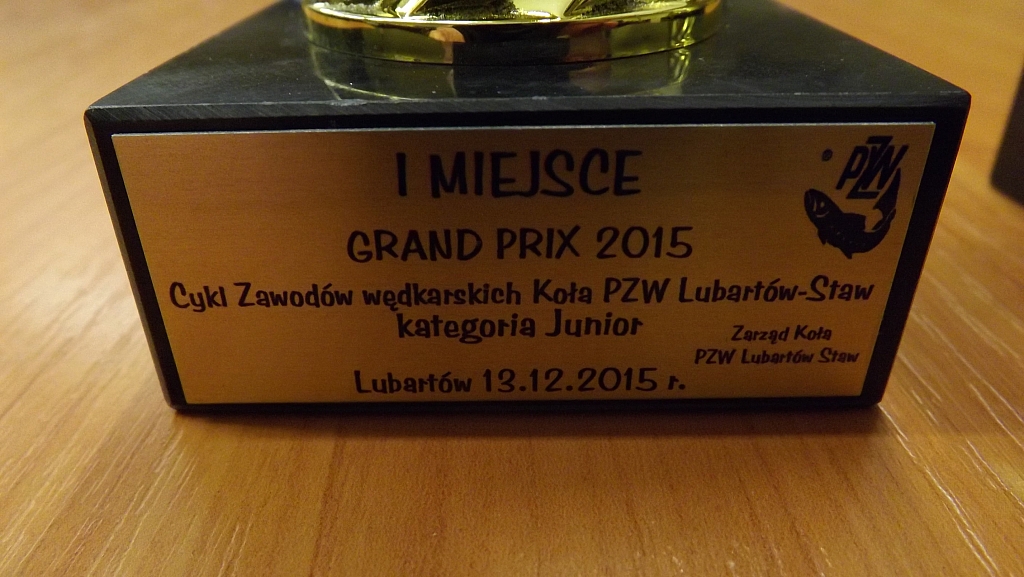 I MIEJSCE
PZW
GRAND PRIX 2015
Cykl Zawodów wędkarskich Koła PZW Lubartów-Staw
kategoria Junior
Zarząd Koła
PZW Lubartów Staw
Lubartów 13.12.2015 r.